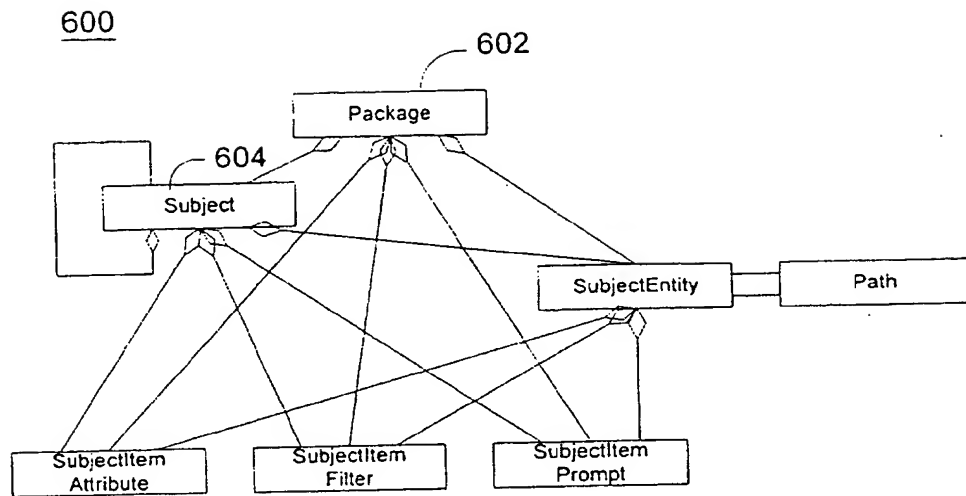 600
602
Package
604
Subject
SubjectEntity
Path
SubjectItem
Attribute
SubjectItem
Filter
SubjectItem
Prompt